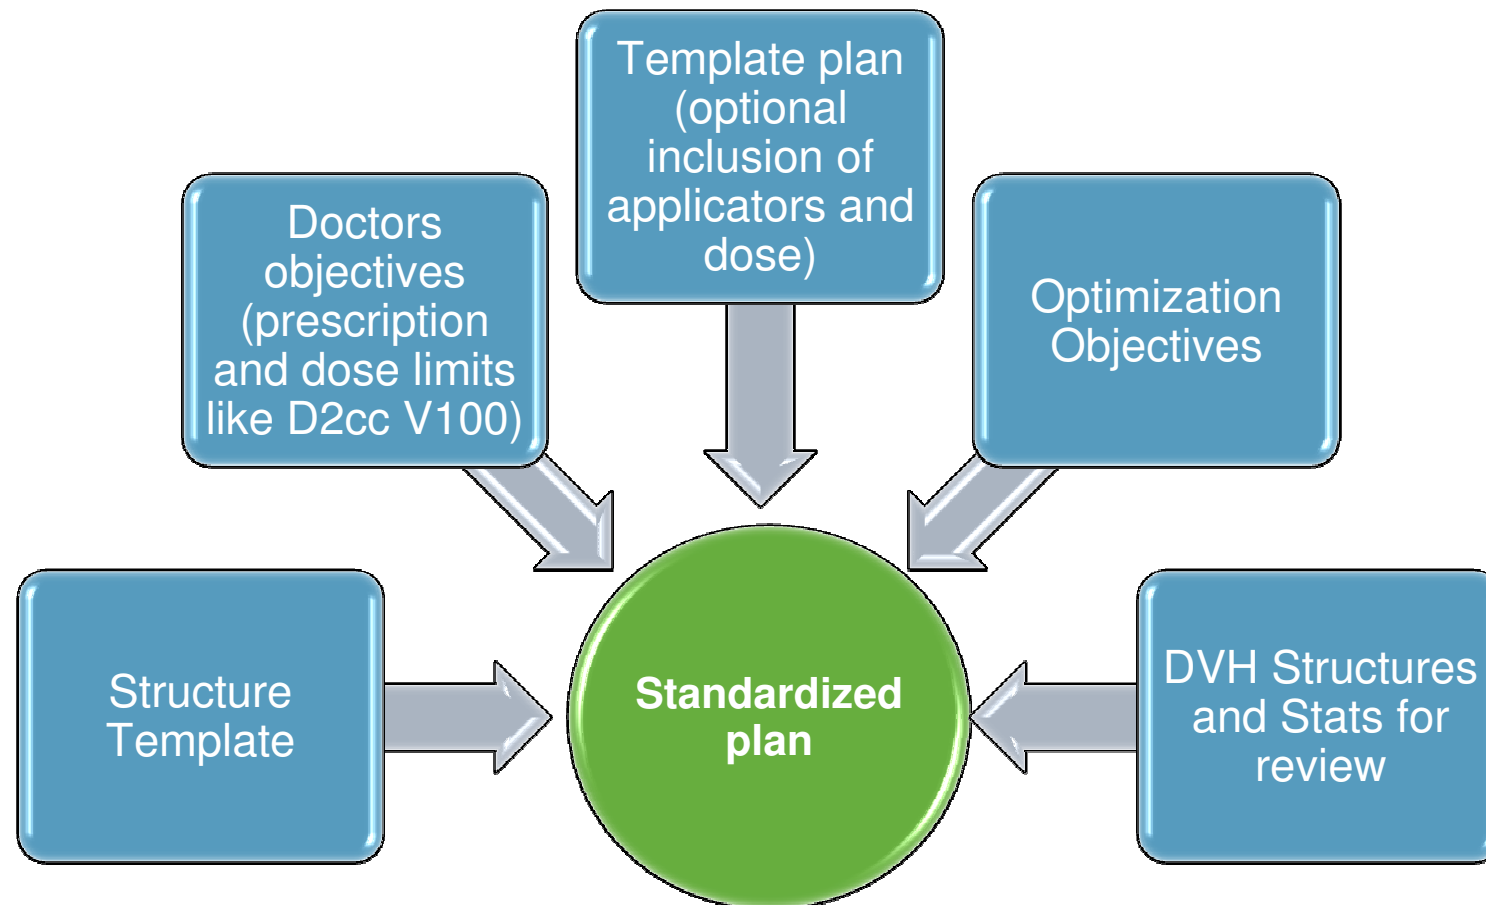 Template plan
(optional
inclusion of
applicators and
dose)
Doctors
objectives
(prescription
and dose limits
like D2cc V100)
Optimization
Objectives
Structure
Template
Standardized
plan
DVH Structures
and Stats for
review